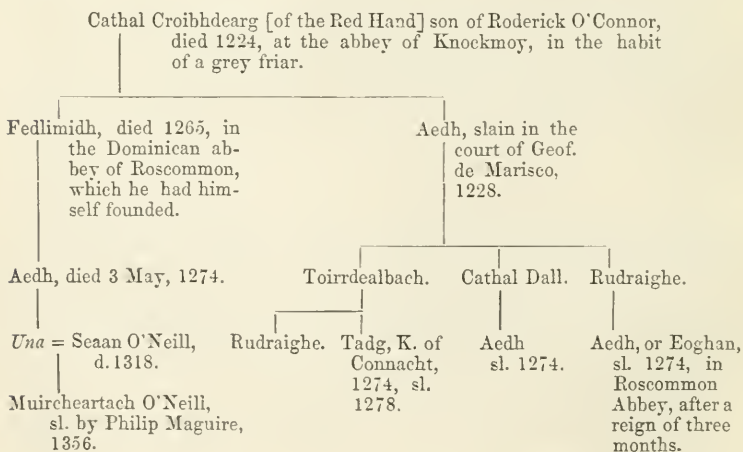 Cathal Croibhdearg [of the Red Hand] son of Roderick O'Connor,
died 1224, at the abbey of Knockmoy, in the habit
of a grey friar.
Fedlimidh, died 1265, in
the Dominican ab-
bey of Roscommon,
which he had him-
self founded.
Aedh, slain in the
court of Geof.
de Marisco,
1228.
Aedh, died 3 May, 1274.
Toirrdealbach.
Cathal Dall.
Rudraighe.
Una = Seaan O'Neill,
d. 1318.
Rudraighe.
Tadg, K. of
Connacht,
1274, sl.
1278.
Aedh
sl. 1274.
Aedh, or Eoghan,
sl. 1274, in
Roscommon
Abbey, after a
reign of three
months.
Muircheartach O'Neill,
sl. by Philip Maguire,
1356.